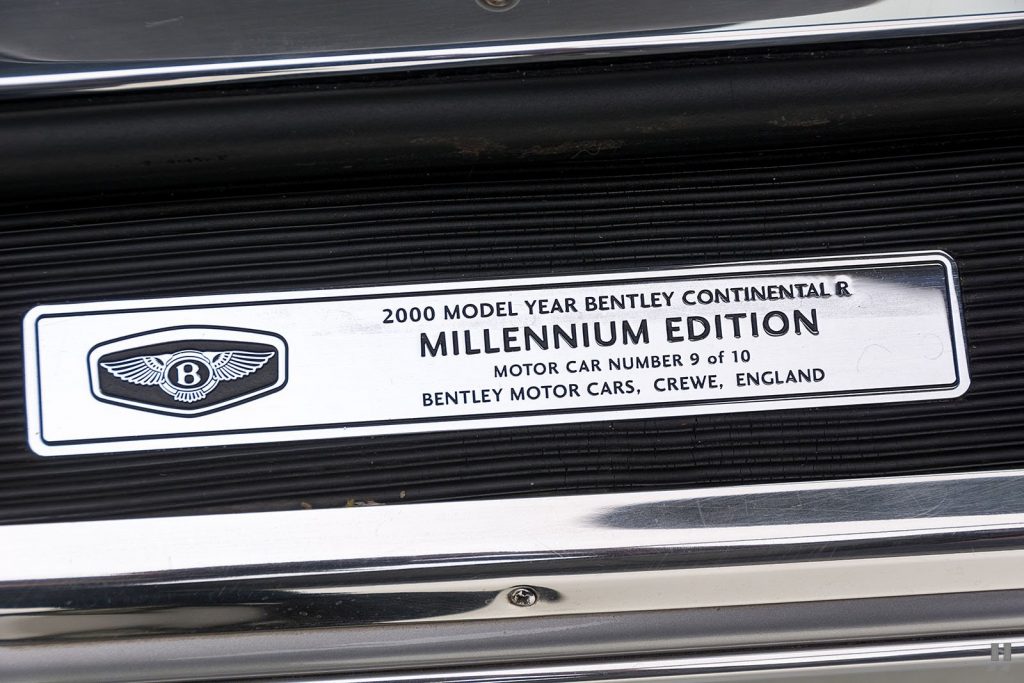 2000 MODEL YEAR BENTLEY CONTINENTAL R
MILLENNIUM EDITION
MOTOR CAR NUMBER 9 of 10
BENTLEY MOTOR CARS, CREWE, ENGLAND
B
H